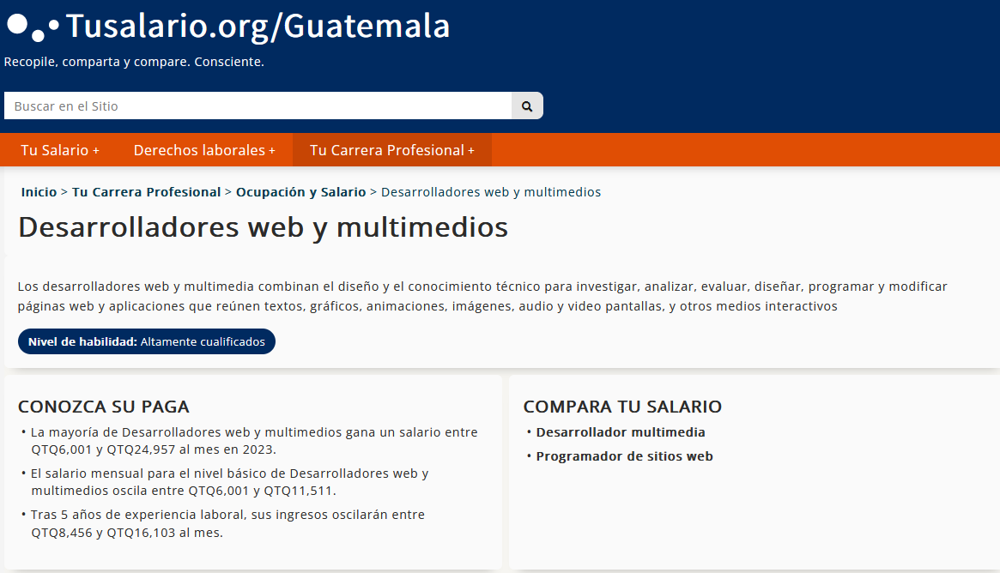 Tusalario.org/Guatemala
Recopile, comparta y compare. Consciente.
Buscar en el Sitio
Tu Salario + Derechos laborales + Tu Carrera Profesional +
Inicio > Tu Carrera Profesional > Ocupación y Salario > Desarrolladores web y multimedios
Desarrolladores web y multimedios
Los desarrolladores web y multimedia combinan el diseño y el conocimiento técnico para investigar, analizar, evaluar, diseñar, programar y modificar
páginas web y aplicaciones que reúnen textos, gráficos, animaciones, imágenes, audio y video pantallas, y otros medios interactivos
Nivel de habilidad: Altamente cualificados
CONOZCA SU PAGA
• La mayoría de Desarrolladores web y multimedios gana un salario entre
QTQ6,001 y QTQ24,957 al mes en 2023.
• El salario mensual para el nivel básico de Desarrolladores web y
multimedios oscila entre QTQ6,001 y QTQ11,511.
• Tras 5 años de experiencia laboral, sus ingresos oscilarán entre
QTQ8,456 y QTQ16,103 al mes.
COMPARA TU SALARIO
• Desarrollador multimedia
• Programador de sitios web